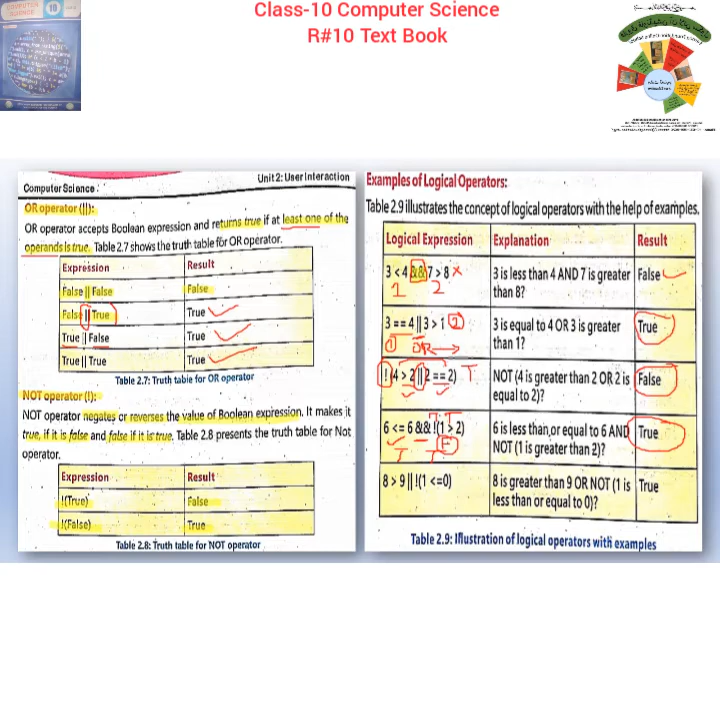 Class-10 Computer Science
R#10 Text Book
COMPUTER
SCIENCE 10
Computer Science
Unit 2: User Interaction
OR operator (||):
OR operator accepts Boolean expression and returns true if at least one of the
operands is true. Table 2.7 shows the truth table for OR operator.
Expression Result
False || False False
False || True True
True || False True
True || True True
Table 2.7: Truth table for OR operator
NOT operator (!):
NOT operator negates or reverses the value of Boolean expression. It makes it
true, if it is false and false if it is true. Table 2.8 presents the truth table for Not
operator.
Expression Result
!(True) False
!(False) True
Table 2.8: Truth table for NOT operator
Examples of Logical Operators:
Table 2.9 illustrates the concept of logical operators with the help of examples.
Logical Expression Explanation Result
3 < 4 && 7 > 8 3 is less than 4 AND 7 is greater False
than 8?
1 2
3 == 4 || 3 > 1 2 3 is equal to 4 OR 3 is greater True
than 1?
1 OR
!(4 > 2 || 2 == 2) T NOT (4 is greater than 2 OR 2 is False
equal to 2)?
6 <= 6 && !(1 > 2) 6 is less than or equal to 6 AND True
NOT (1 is greater than 2)?
T T F
8 > 9 || !(1 <=0) 8 is greater than 9 OR NOT (1 is True
less than or equal to 0)?
Table 2.9: Illustration of logical operators with examples